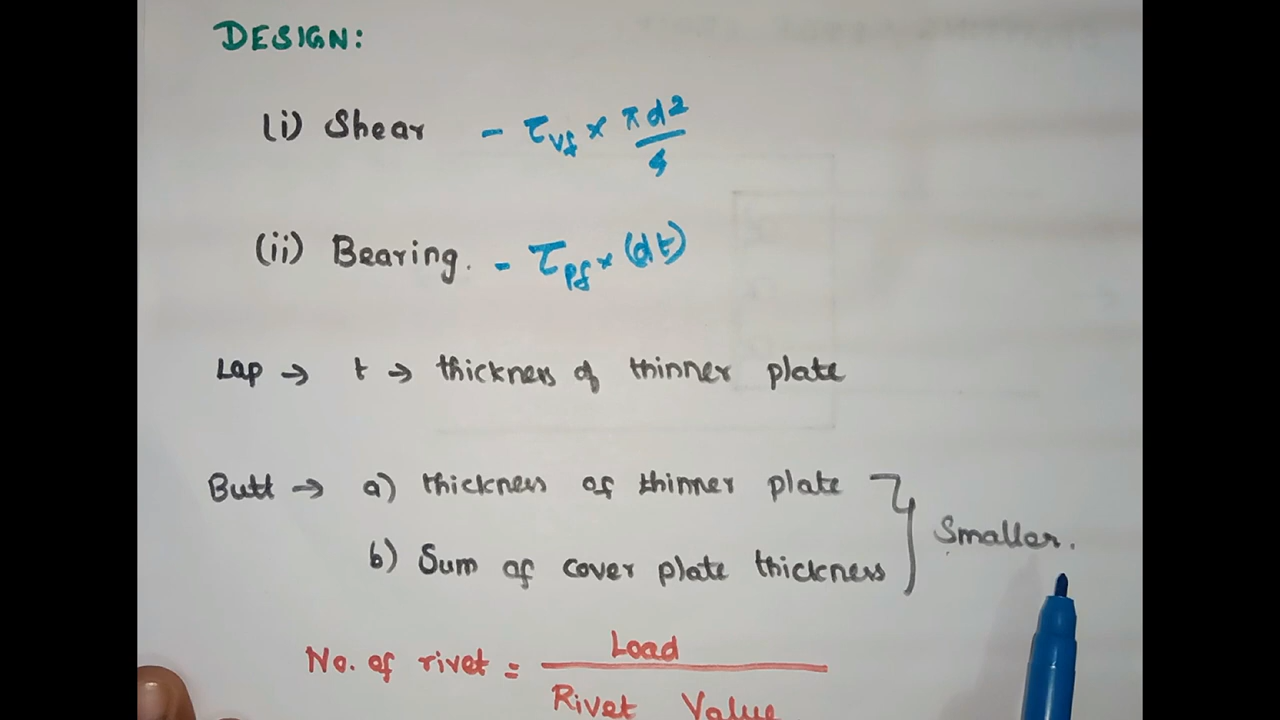 DESIGN:
(i) Shear - τvf × πd²/4
(ii) Bearing. - τpf × (dt)
Lap → t → thickness of thinner plate
Butt → a) thickness of thinner plate
b) Sum of cover plate thickness
Smaller.
No. of rivet = Load
Rivet Value